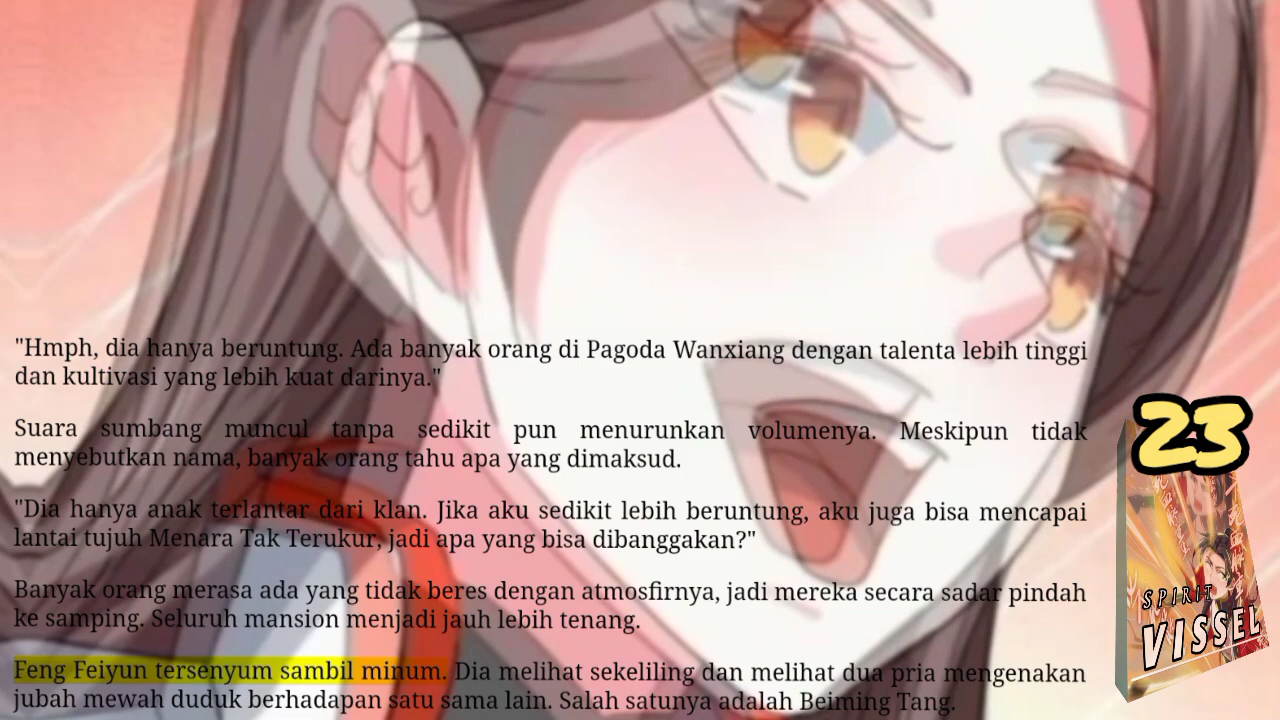 "Hmph, dia hanya beruntung. Ada banyak orang di Pagoda Wanxiang dengan talenta lebih tinggi
dan kultivasi yang lebih kuat darinya."
Suara sumbang muncul tanpa sedikit pun menurunkan volumenya. Meskipun tidak
menyebutkan nama, banyak orang tahu apa yang dimaksud.
"Dia hanya anak terlantar dari klan. Jika aku sedikit lebih beruntung, aku juga bisa mencapai
lantai tujuh Menara Tak Terukur, jadi apa yang bisa dibanggakan?"
Banyak orang merasa ada yang tidak beres dengan atmosfirnya, jadi mereka secara sadar pindah
ke samping. Seluruh mansion menjadi jauh lebih tenang.
Feng Feiyun tersenyum sambil minum. Dia melihat sekeliling dan melihat dua pria mengenakan
jubah mewah duduk berhadapan satu sama lain. Salah satunya adalah Beiming Tang.
23
SPIRIT
VISSEL